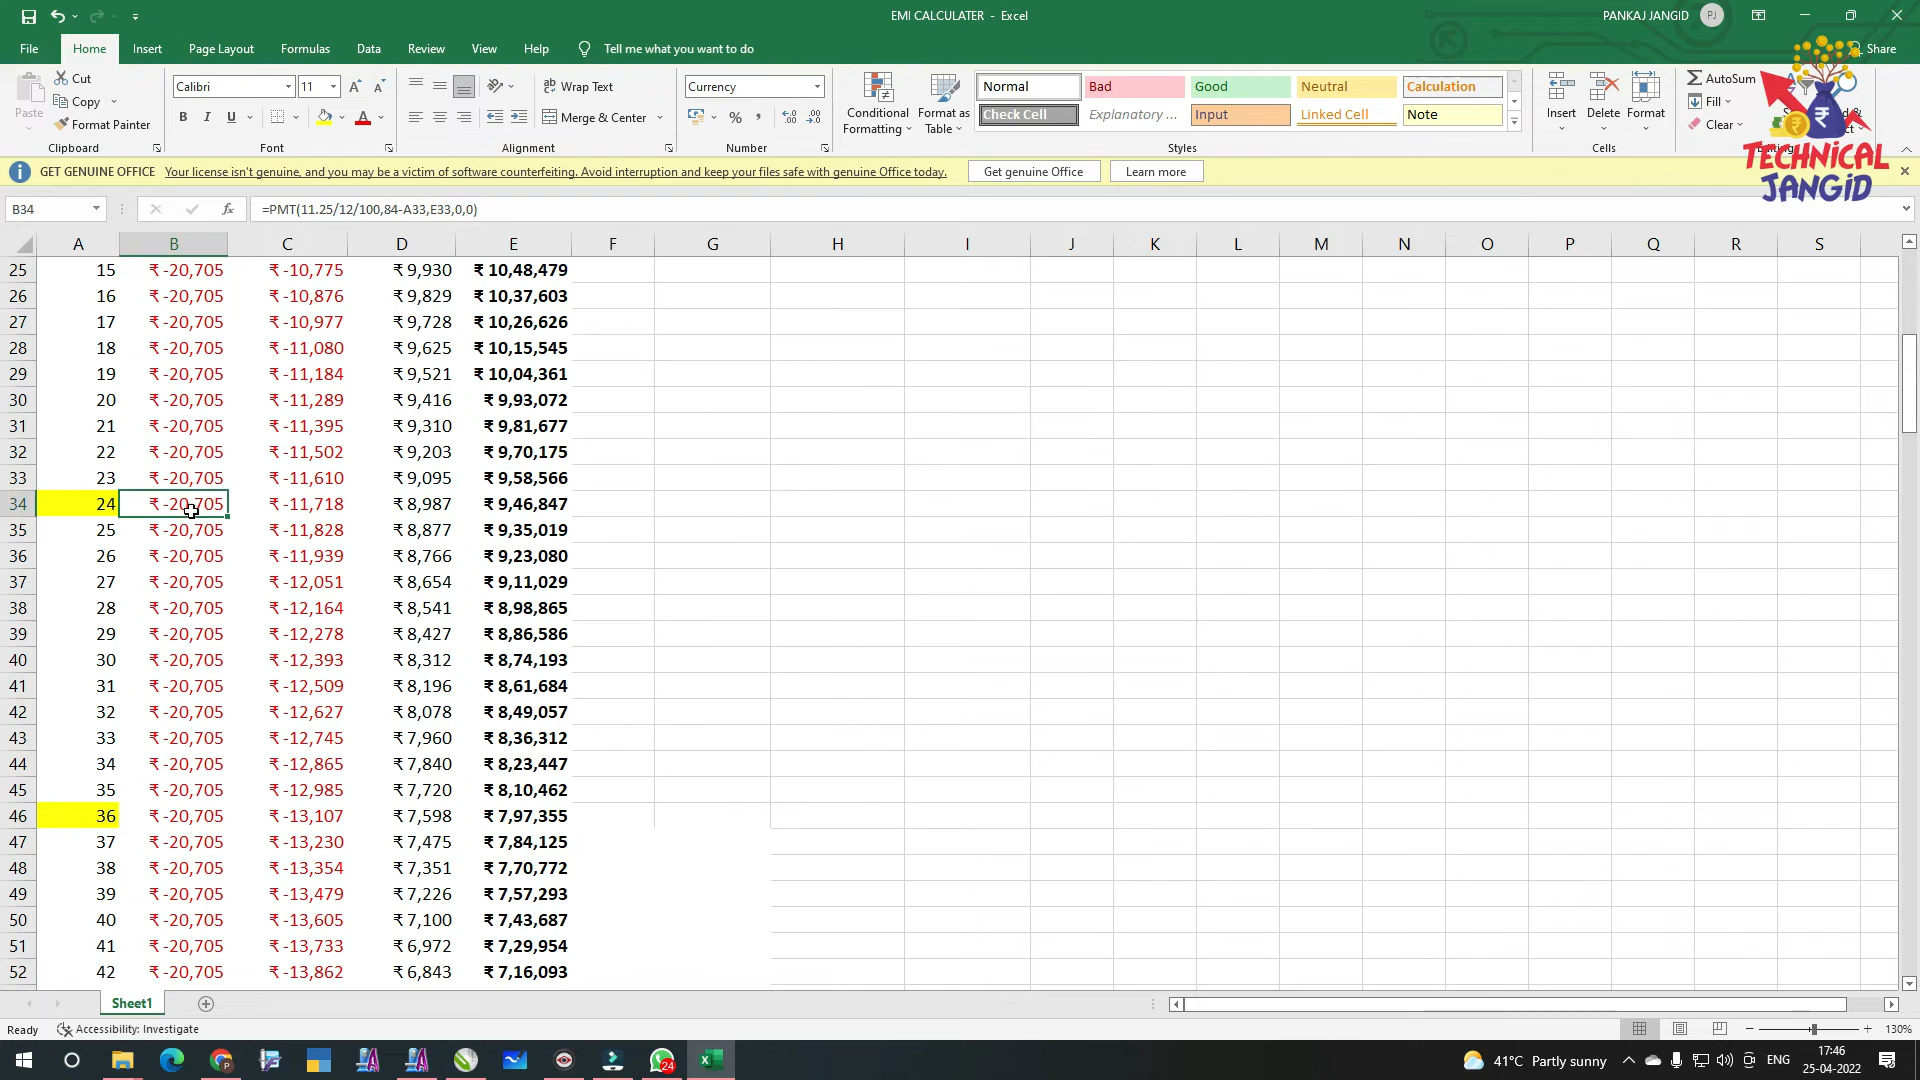 EMI CALCULATER - Excel
PANKAJ JANGID
PJ
File Home Insert Page Layout Formulas Data Review View Help Tell me what you want to do
Share
Paste
Cut
Copy
Format Painter
Clipboard
Calibri 11
B I U
Font
Wrap Text
Merge & Center
Alignment
Currency
Number
Conditional Formatting
Format as Table
Normal Bad Good Neutral Calculation
Check Cell Explanatory ... Input Linked Cell Note
Styles
Insert Delete Format
Cells
AutoSum
Fill
Clear
TECHNICAL
JANGID
GET GENUINE OFFICE Your license isn't genuine, and you may be a victim of software counterfeiting. Avoid interruption and keep your files safe with genuine Office today. Get genuine Office Learn more
B34 fx =PMT(11.25/12/100,84-A33,E33,0,0)
A B C D E F G H I J K L M N O P Q R S
25 15 ₹ -20,705 ₹ -10,775 ₹ 9,930 ₹ 10,48,479
26 16 ₹ -20,705 ₹ -10,876 ₹ 9,829 ₹ 10,37,603
27 17 ₹ -20,705 ₹ -10,977 ₹ 9,728 ₹ 10,26,626
28 18 ₹ -20,705 ₹ -11,080 ₹ 9,625 ₹ 10,15,545
29 19 ₹ -20,705 ₹ -11,184 ₹ 9,521 ₹ 10,04,361
30 20 ₹ -20,705 ₹ -11,289 ₹ 9,416 ₹ 9,93,072
31 21 ₹ -20,705 ₹ -11,395 ₹ 9,310 ₹ 9,81,677
32 22 ₹ -20,705 ₹ -11,502 ₹ 9,203 ₹ 9,70,175
33 23 ₹ -20,705 ₹ -11,610 ₹ 9,095 ₹ 9,58,566
34 24 ₹ -20,705 ₹ -11,718 ₹ 8,987 ₹ 9,46,847
35 25 ₹ -20,705 ₹ -11,828 ₹ 8,877 ₹ 9,35,019
36 26 ₹ -20,705 ₹ -11,939 ₹ 8,766 ₹ 9,23,080
37 27 ₹ -20,705 ₹ -12,051 ₹ 8,654 ₹ 9,11,029
38 28 ₹ -20,705 ₹ -12,164 ₹ 8,541 ₹ 8,98,865
39 29 ₹ -20,705 ₹ -12,278 ₹ 8,427 ₹ 8,86,586
40 30 ₹ -20,705 ₹ -12,393 ₹ 8,312 ₹ 8,74,193
41 31 ₹ -20,705 ₹ -12,509 ₹ 8,196 ₹ 8,61,684
42 32 ₹ -20,705 ₹ -12,627 ₹ 8,078 ₹ 8,49,057
43 33 ₹ -20,705 ₹ -12,745 ₹ 7,960 ₹ 8,36,312
44 34 ₹ -20,705 ₹ -12,865 ₹ 7,840 ₹ 8,23,447
45 35 ₹ -20,705 ₹ -12,985 ₹ 7,720 ₹ 8,10,462
46 36 ₹ -20,705 ₹ -13,107 ₹ 7,598 ₹ 7,97,355
47 37 ₹ -20,705 ₹ -13,230 ₹ 7,475 ₹ 7,84,125
48 38 ₹ -20,705 ₹ -13,354 ₹ 7,351 ₹ 7,70,772
49 39 ₹ -20,705 ₹ -13,479 ₹ 7,226 ₹ 7,57,293
50 40 ₹ -20,705 ₹ -13,605 ₹ 7,100 ₹ 7,43,687
51 41 ₹ -20,705 ₹ -13,733 ₹ 6,972 ₹ 7,29,954
52 42 ₹ -20,705 ₹ -13,862 ₹ 6,843 ₹ 7,16,093
Sheet1
Ready Accessibility: Investigate
130%
24
41°C Partly sunny
ENG
17:46
25-04-2022